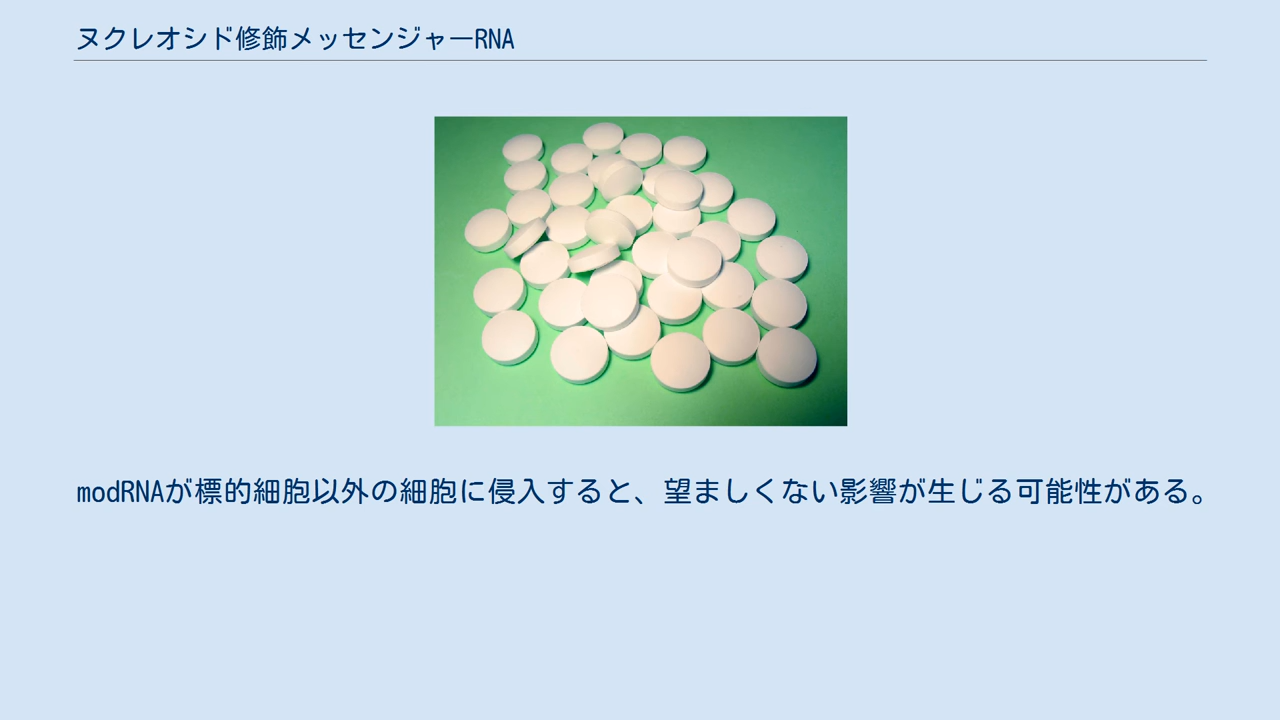 ヌクレオシド修飾メッセンジャーRNA
modRNAが標的細胞以外の細胞に侵入すると、望ましくない影響が生じる可能性がある。